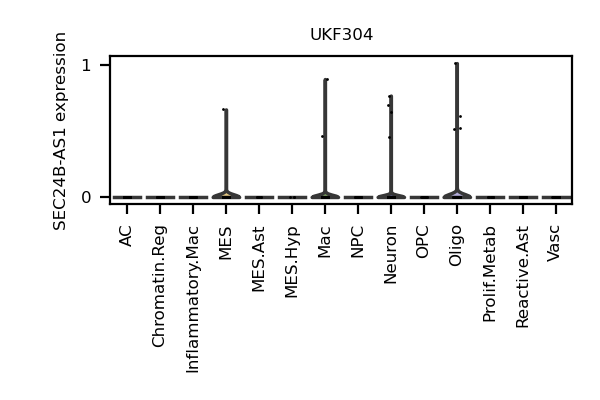 UKF304
SEC24B-AS1 expression
1
0
AC
Chromatin.Reg
Inflammatory.Mac
MES
MES.Ast
MES.Hyp
Mac
NPC
Neuron
OPC
Oligo
Prolif.Metab
Reactive.Ast
Vasc